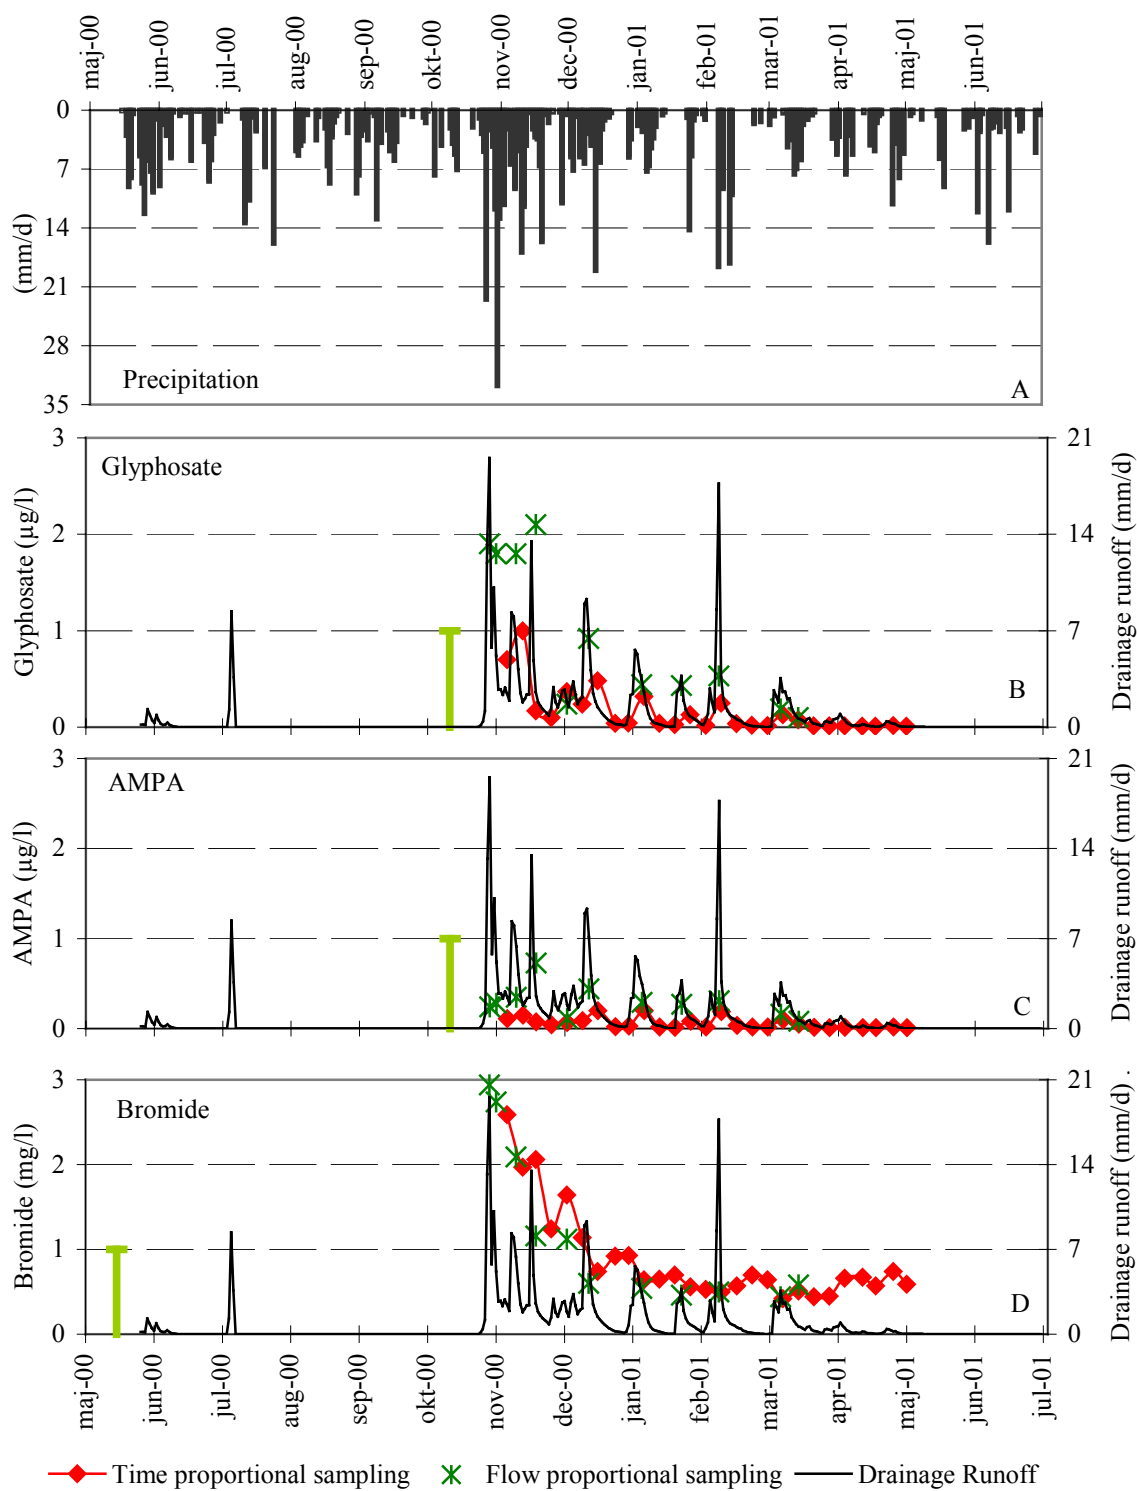 maj-00 jun-00 jul-00 aug-00 sep-00 okt-00 nov-00 dec-00 jan-01 feb-01 mar-01 apr-01 maj-01 jun-01
0
7
14
21
28
35
(mm/d)
Precipitation
A
3
2
1
0
Glyphosate (µg/l)
Glyphosate
21
14
7
0
Drainage runoff (mm/d)
B
3
2
1
0
AMPA (µg/l)
AMPA
21
14
7
0
Drainage runoff (mm/d)
C
3
2
1
0
Bromide (mg/l)
Bromide
21
14
7
0
Drainage runoff (mm/d) .
D
maj-00 jun-00 jul-00 aug-00 sep-00 okt-00 nov-00 dec-00 jan-01 feb-01 mar-01 apr-01 maj-01 jun-01 jul-01
Time proportional sampling Flow proportional sampling Drainage Runoff